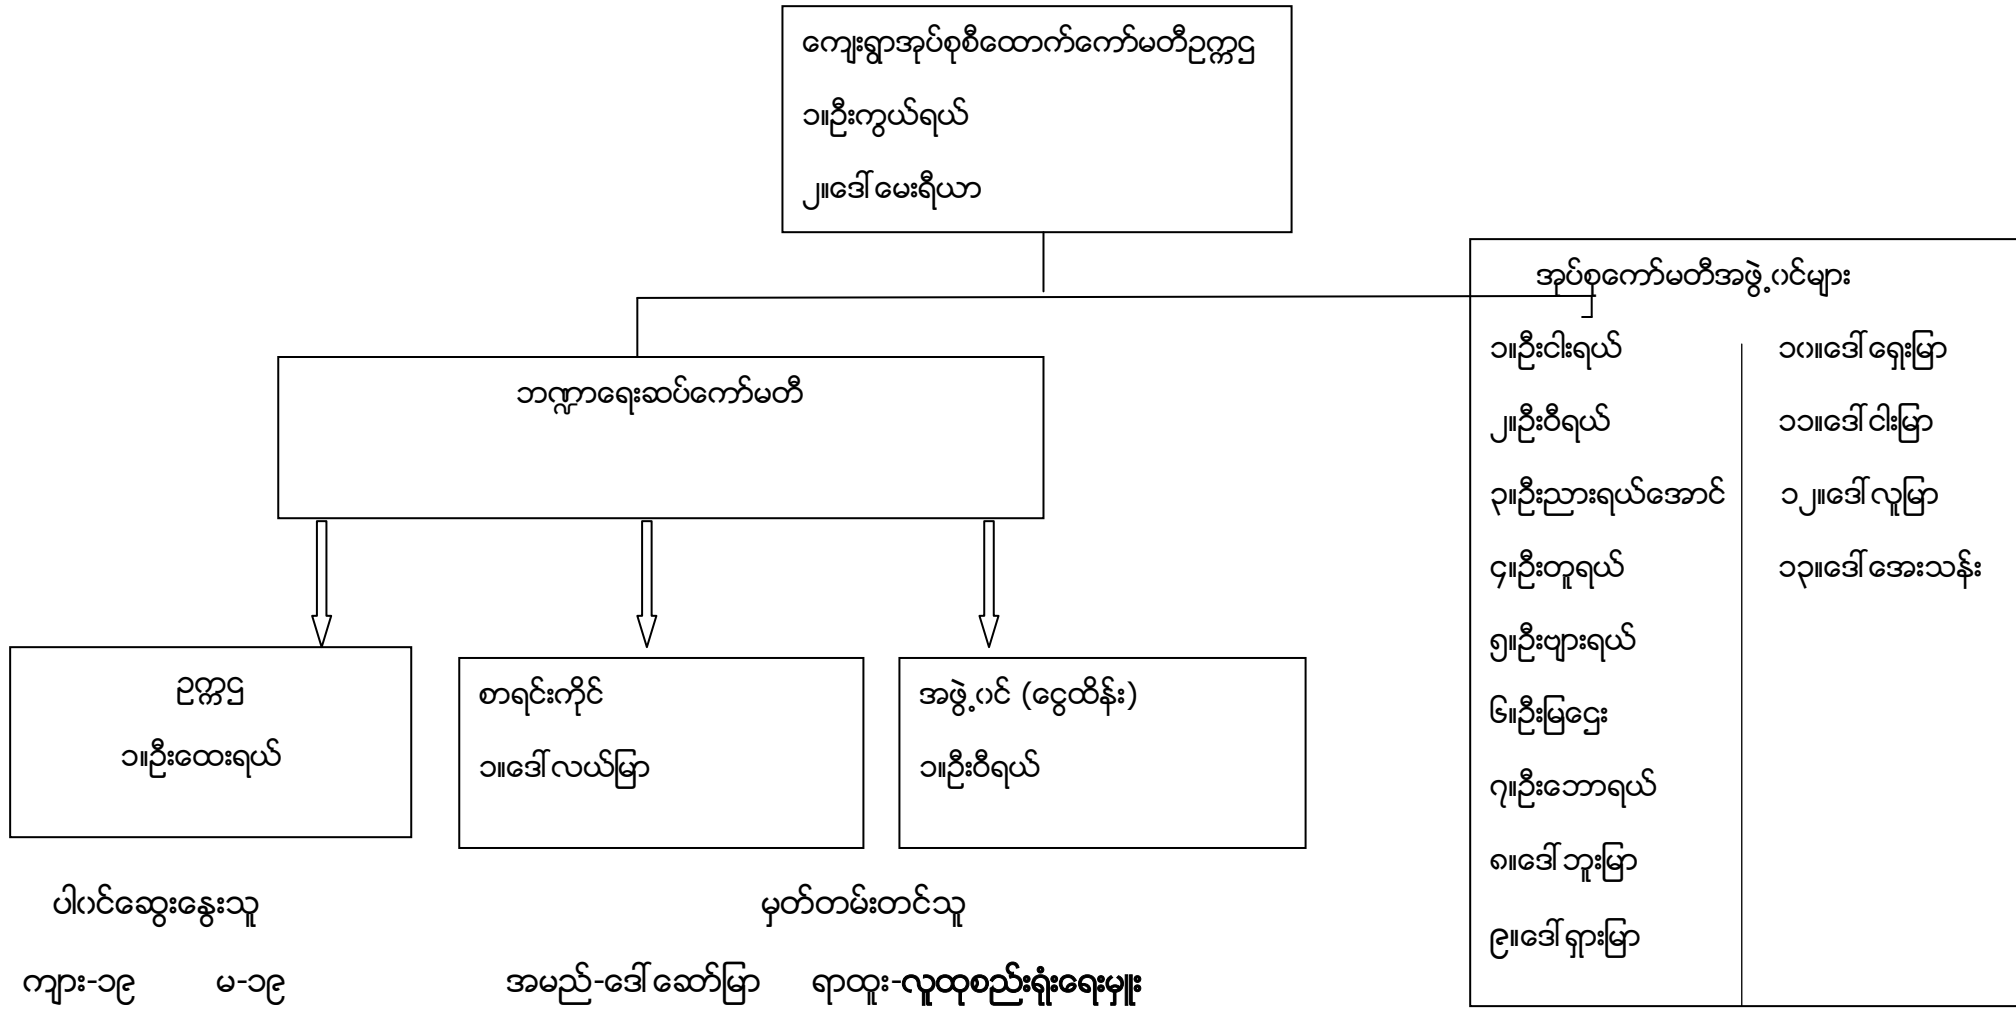 ကျေးရွာအုပ်စုစီထောက်ကော်မတီဥက္ကဌ
၁။ဦးကွယ်ရယ်
၂။ဒေါ်မေးရီယာ
ဘဏ္ဍာရေးဆပ်ကော်မတီ
ဥက္ကဌ
၁။ဦးထေးရယ်
စာရင်းကိုင်
၁။ဒေါ်လယ်မြာ
အဖွဲ့ဝင် (ငွေထိန်း)
၁။ဦးဝီရယ်
အုပ်စုကော်မတီအဖွဲ့ဝင်များ
၁။ဦးငါးရယ်
၂။ဦးဝီရယ်
၃။ဦးညားရယ်အောင်
၄။ဦးတူရယ်
၅။ဦးဗျားရယ်
၆။ဦးမြဌေး
၇။ဦးဘောရယ်
၈။ဒေါ်ဘူးမြာ
၉။ဒေါ်ရှားမြာ
၁၀။ဒေါ်ရှေးမြာ
၁၁။ဒေါ်ငါးမြာ
၁၂။ဒေါ်လူမြာ
၁၃။ဒေါ်အေးသန်း
ပါဝင်ဆွေးနွေးသူ
ကျား-၁၉ မ-၁၉
မှတ်တမ်းတင်သူ
အမည်-ဒေါ်ဆော်မြာ ရာထူး-လူထုစည်းရုံးရေးမှူး